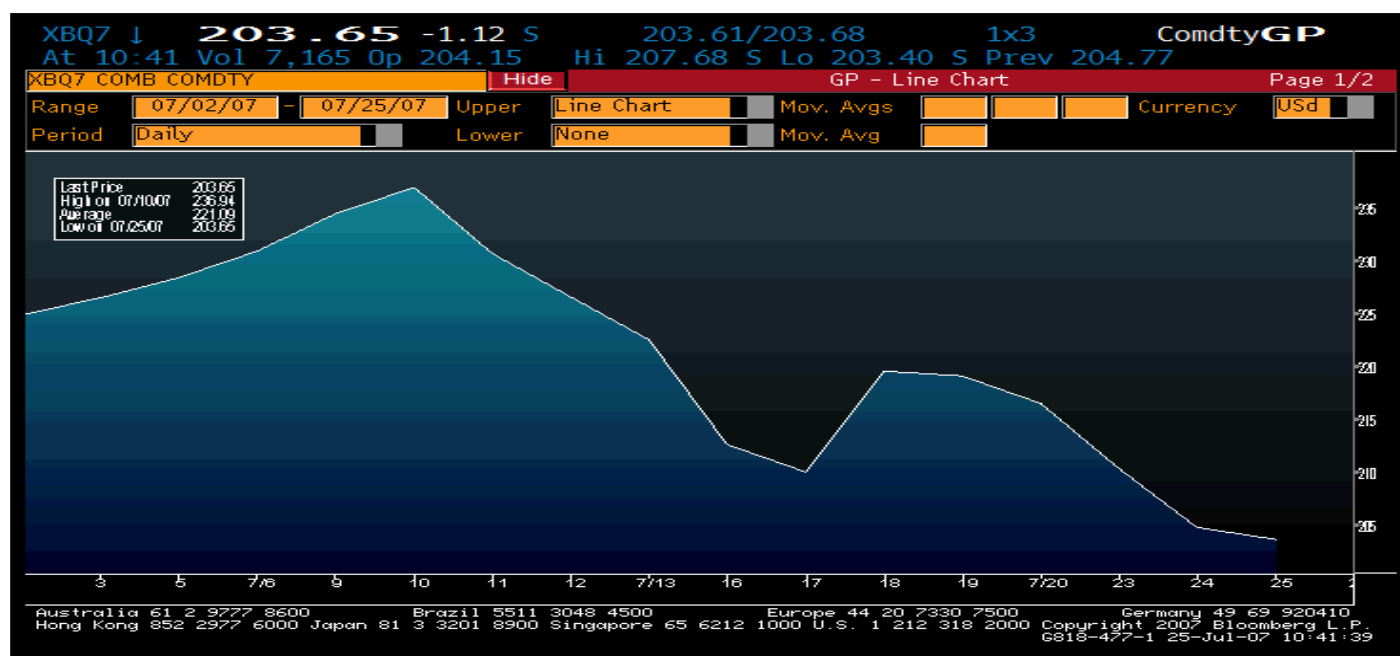 XBQ7 ↓ 203.65 -1.12 S 203.61/203.68 1x3 Comdty GP
At 10:41 Vol 7,165 Op 204.15 Hi 207.68 S Lo 203.40 S Prev 204.77
XBQ7 COMB COMDTY Hide GP - Line Chart Page 1/2
Range 07/02/07 - 07/25/07 Upper Line Chart Mov. Avgs Currency USd
Period Daily Lower None Mov. Avg
Last Price 203.65
High on 07/10/07 236.94
Average 221.09
Low on 07/25/07 203.65
235
230
225
220
215
210
205
3 5 7/6 9 10 11 12 7/13 16 17 18 19 7/20 23 24 25
Australia 61 2 9777 8600 Brazil 5511 3048 4500 Europe 44 20 7330 7500 Germany 49 69 920410
Hong Kong 852 2977 6000 Japan 81 3 3201 8900 Singapore 65 6212 1000 U.S. 1 212 318 2000 Copyright 2007 Bloomberg L.P.
G818-477-1 25-Jul-07 10:41:39